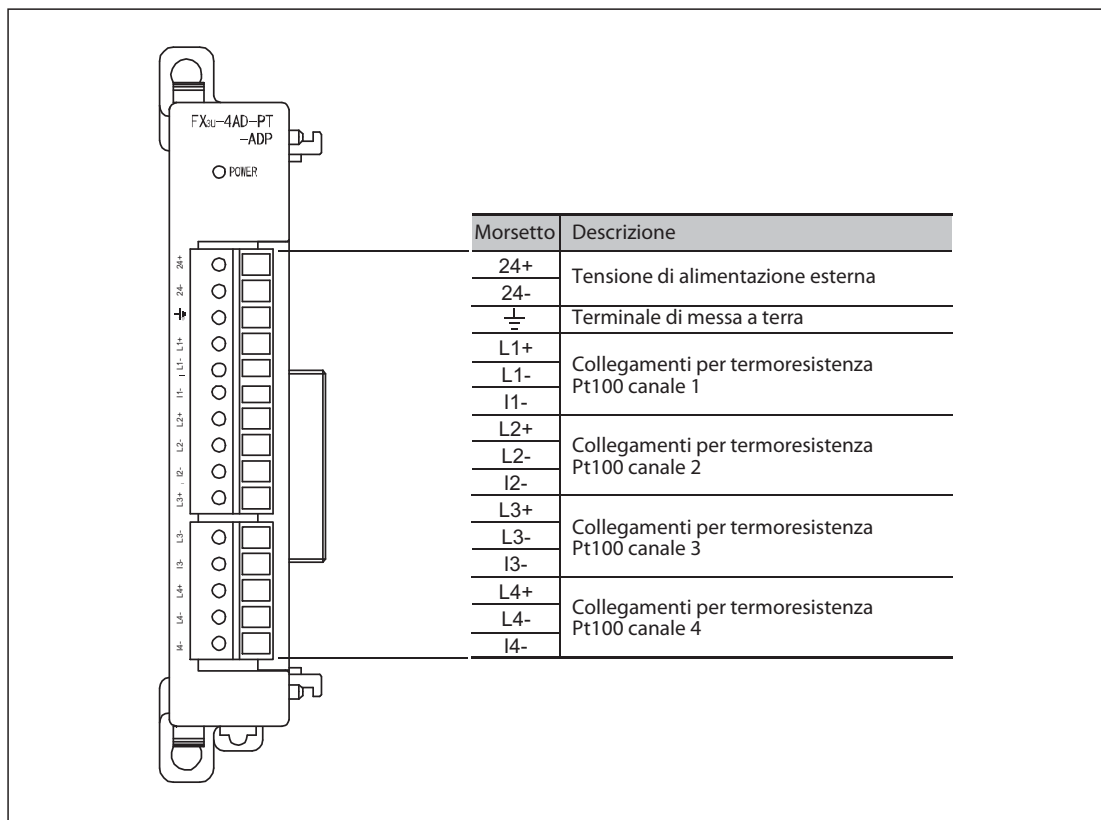 FX3U-4AD-PT
-ADP
POWER
24+
24-
L1+
L1-
I1-
L2+
L2-
I2-
L3+
L3-
I3-
L4+
L4-
I4-
Morsetto Descrizione
24+
24-
Tensione di alimentazione esterna
Terminale di messa a terra
L1+
L1-
I1-
Collegamenti per termoresistenza
Pt100 canale 1
L2+
L2-
I2-
Collegamenti per termoresistenza
Pt100 canale 2
L3+
L3-
I3-
Collegamenti per termoresistenza
Pt100 canale 3
L4+
L4-
I4-
Collegamenti per termoresistenza
Pt100 canale 4